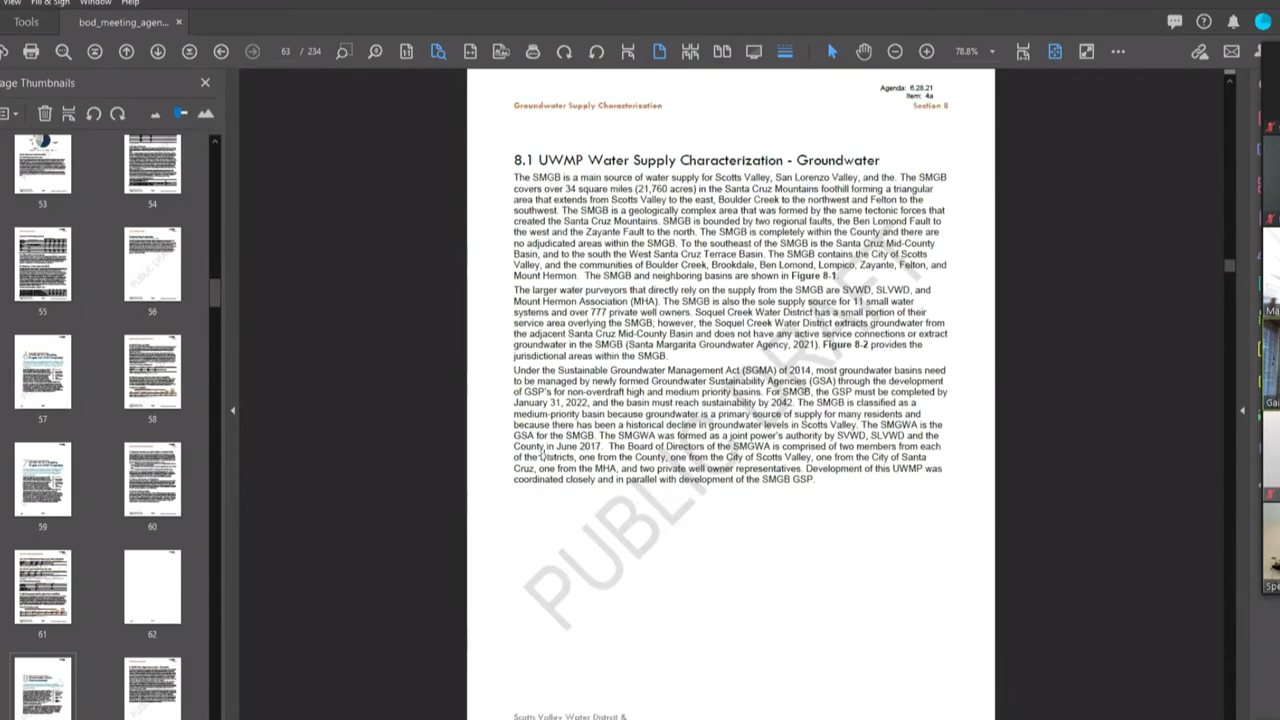 View Fill & Sign Window Help
Tools bod_meeting_agen... ×
63 / 234 78.8%
age Thumbnails
53 54
55 56
57 58
59 60
61 62
Agenda: 6.28.21
Item: 4a
Groundwater Supply Characterization Section 8
8.1 UWMP Water Supply Characterization - Groundwater
The SMGB is a main source of water supply for Scotts Valley, San Lorenzo Valley, and the. The SMGB
covers over 34 square miles (21,760 acres) in the Santa Cruz Mountains foothill forming a triangular
area that extends from Scotts Valley to the east, Boulder Creek to the northwest and Felton to the
southwest. The SMGB is a geologically complex area that was formed by the same tectonic forces that
created the Santa Cruz Mountains. SMGB is bounded by two regional faults, the Ben Lomond Fault to
the west and the Zayante Fault to the north. The SMGB is completely within the County and there are
no adjudicated areas within the SMGB. To the southeast of the SMGB is the Santa Cruz Mid-County
Basin, and to the south the West Santa Cruz Terrace Basin. The SMGB contains the City of Scotts
Valley, and the communities of Boulder Creek, Brookdale, Ben Lomond, Lompico, Zayante, Felton, and
Mount Hermon. The SMGB and neighboring basins are shown in Figure 8-1.
The larger water purveyors that directly rely on the supply from the SMGB are SVWD, SLVWD, and
Mount Hermon Association (MHA). The SMGB is also the sole supply source for 11 small water
systems and over 777 private well owners. Soquel Creek Water District has a small portion of their
service area overlying the SMGB; however, the Soquel Creek Water District extracts groundwater from
the adjacent Santa Cruz Mid-County Basin and does not have any active service connections or extract
groundwater in the SMGB (Santa Margarita Groundwater Agency, 2021). Figure 8-2 provides the
jurisdictional areas within the SMGB.
Under the Sustainable Groundwater Management Act (SGMA) of 2014, most groundwater basins need
to be managed by newly formed Groundwater Sustainability Agencies (GSA) through the development
of GSP's for non-overdraft high and medium priority basins. For SMGB, the GSP must be completed by
January 31, 2022, and the basin must reach sustainability by 2042. The SMGB is classified as a
medium-priority basin because groundwater is a primary source of supply for many residents and
because there has been a historical decline in groundwater levels in Scotts Valley. The SMGWA is the
GSA for the SMGB. The SMGWA was formed as a joint power's authority by SVWD, SLVWD and the
County in June 2017. The Board of Directors of the SMGWA is comprised of two members from each
of the Districts, one from the County, one from the City of Scotts Valley, one from the City of Santa
Cruz, one from the MHA, and two private well owner representatives. Development of this UWMP was
coordinated closely and in parallel with development of the SMGB GSP.
PUBLIC DRAFT
Scotts Valley Water Distrcit &
Ma
Gai
Spe